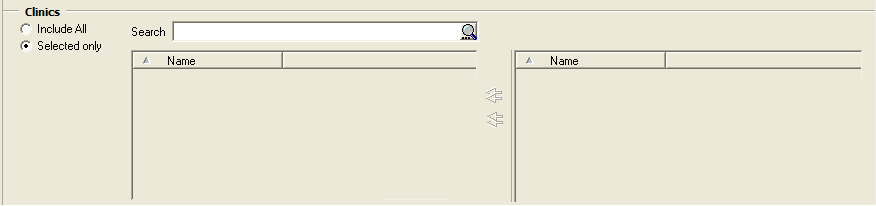 Clinics
Include All
Search
Selected only
Name
Name